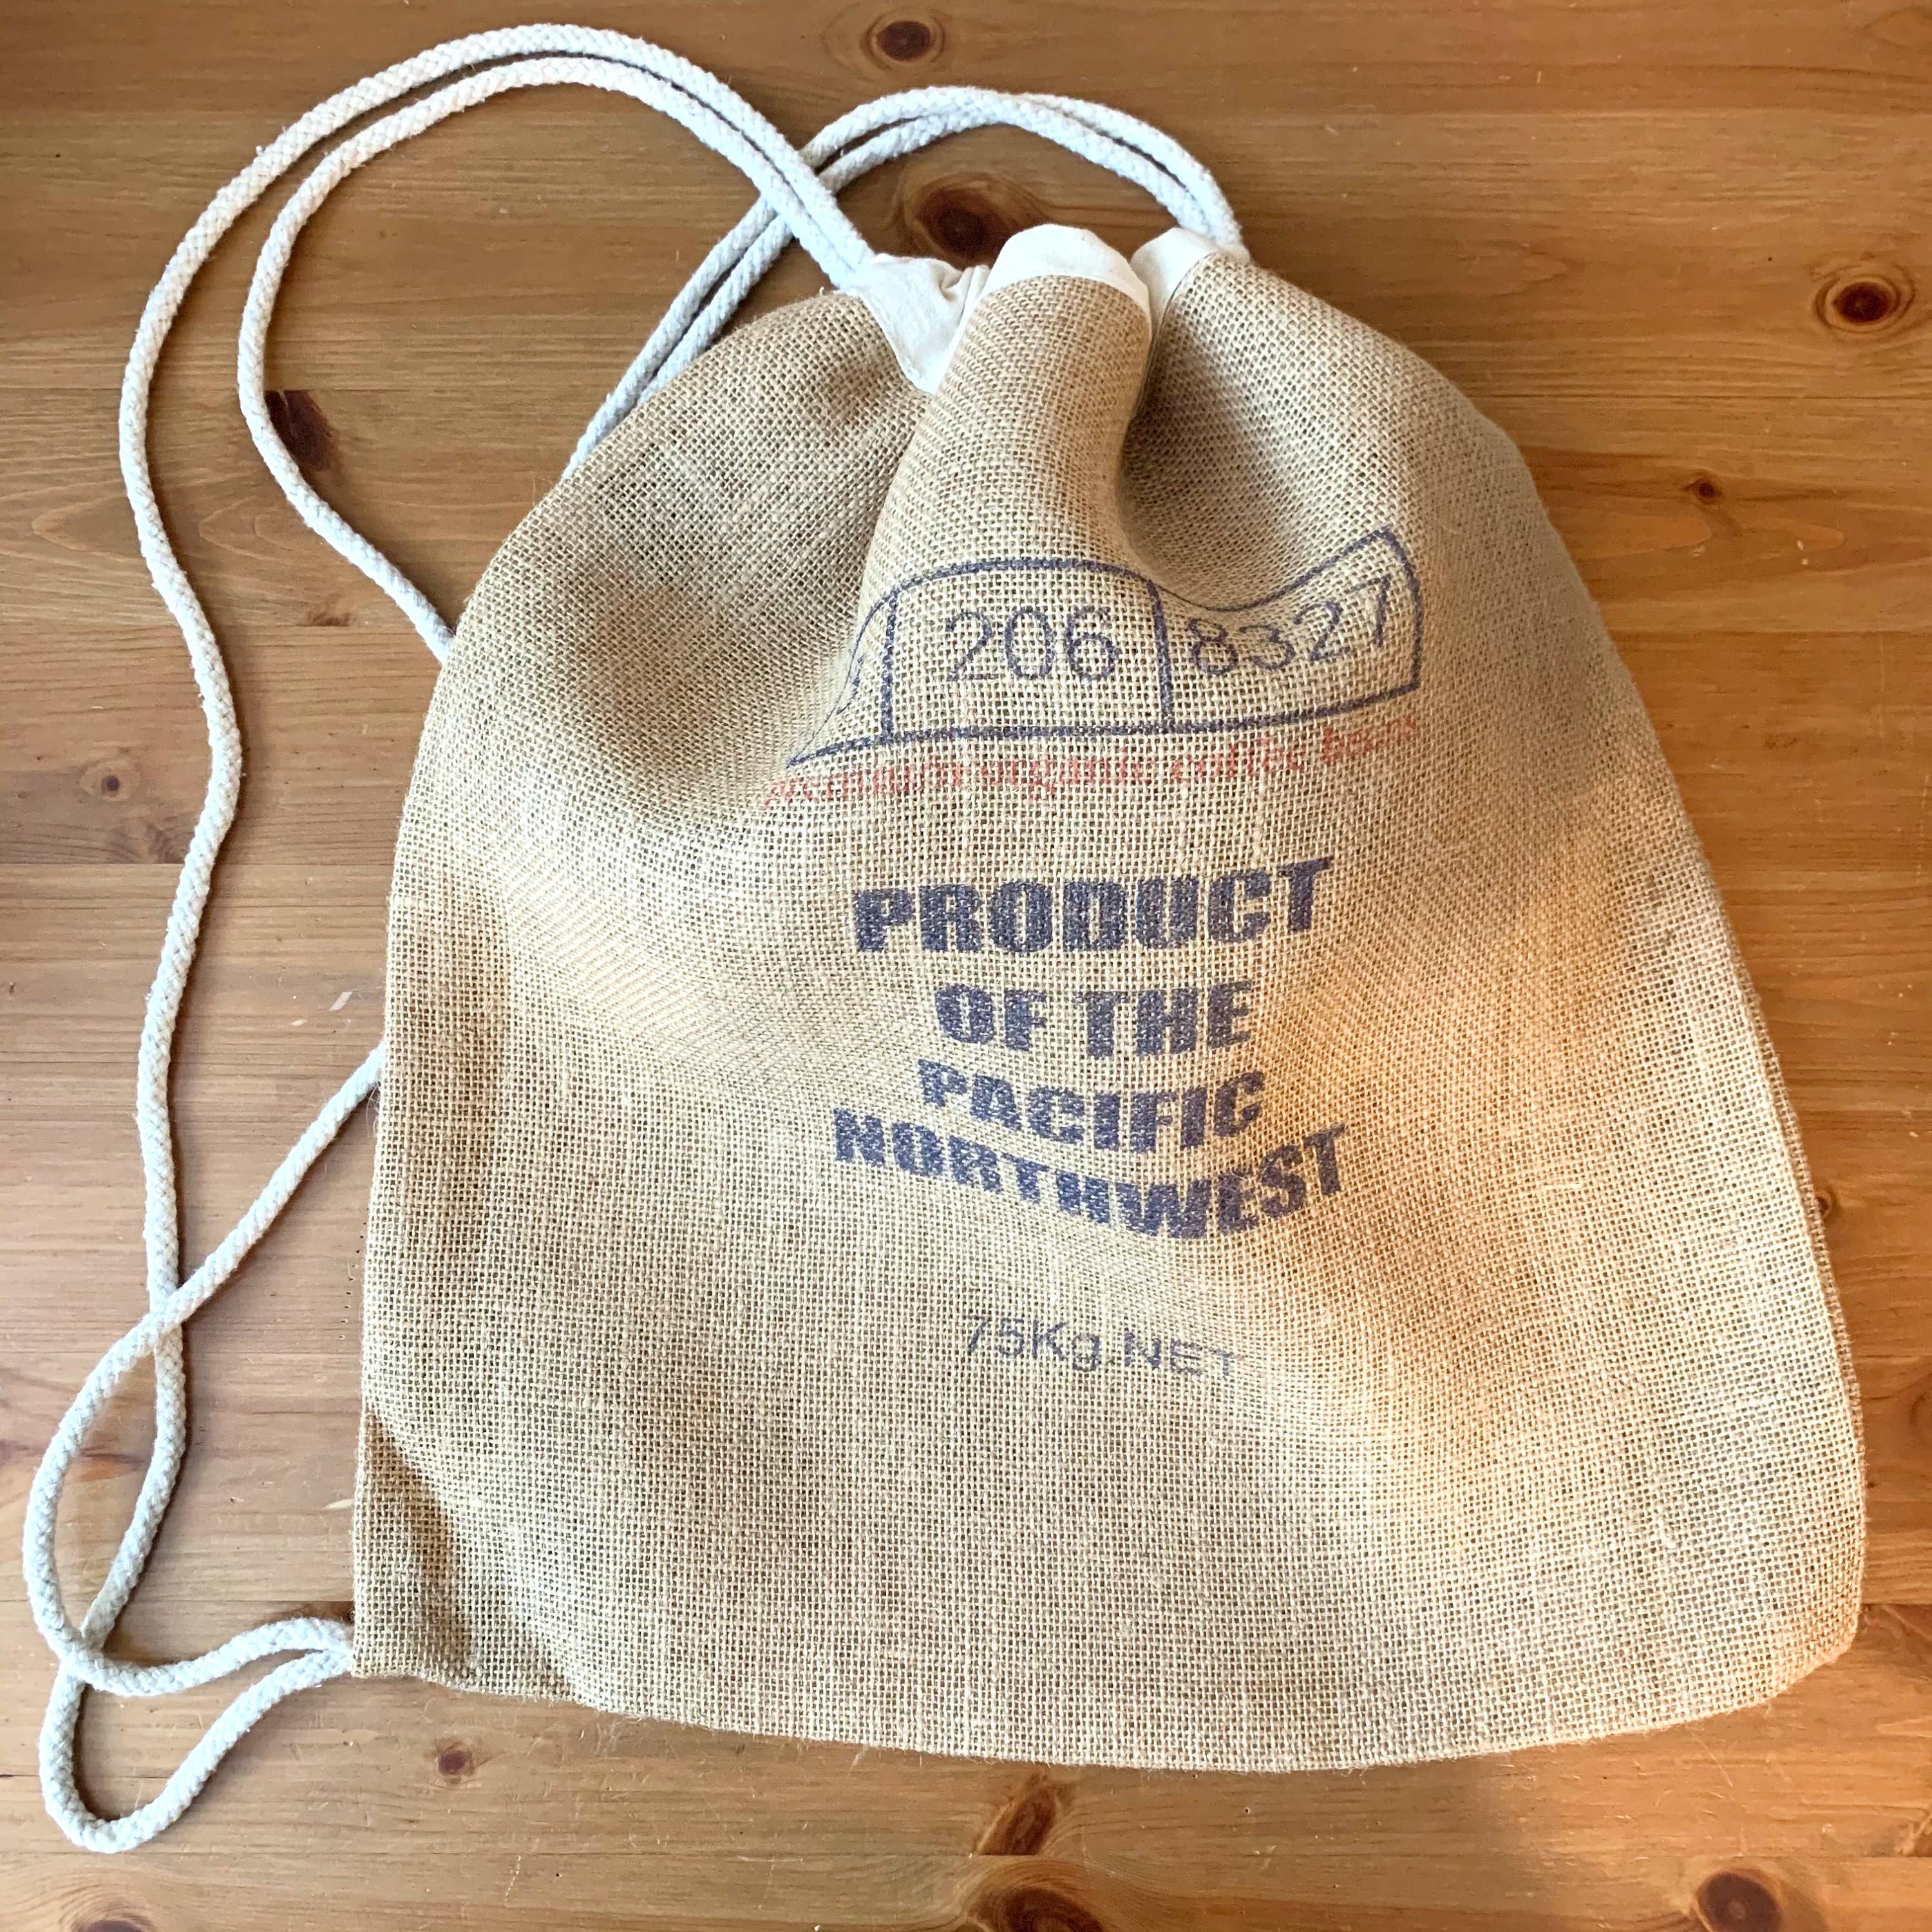 206 8327
premium organic coffee beans
PRODUCT
OF THE
PACIFIC
NORTHWEST
75Kg.NET